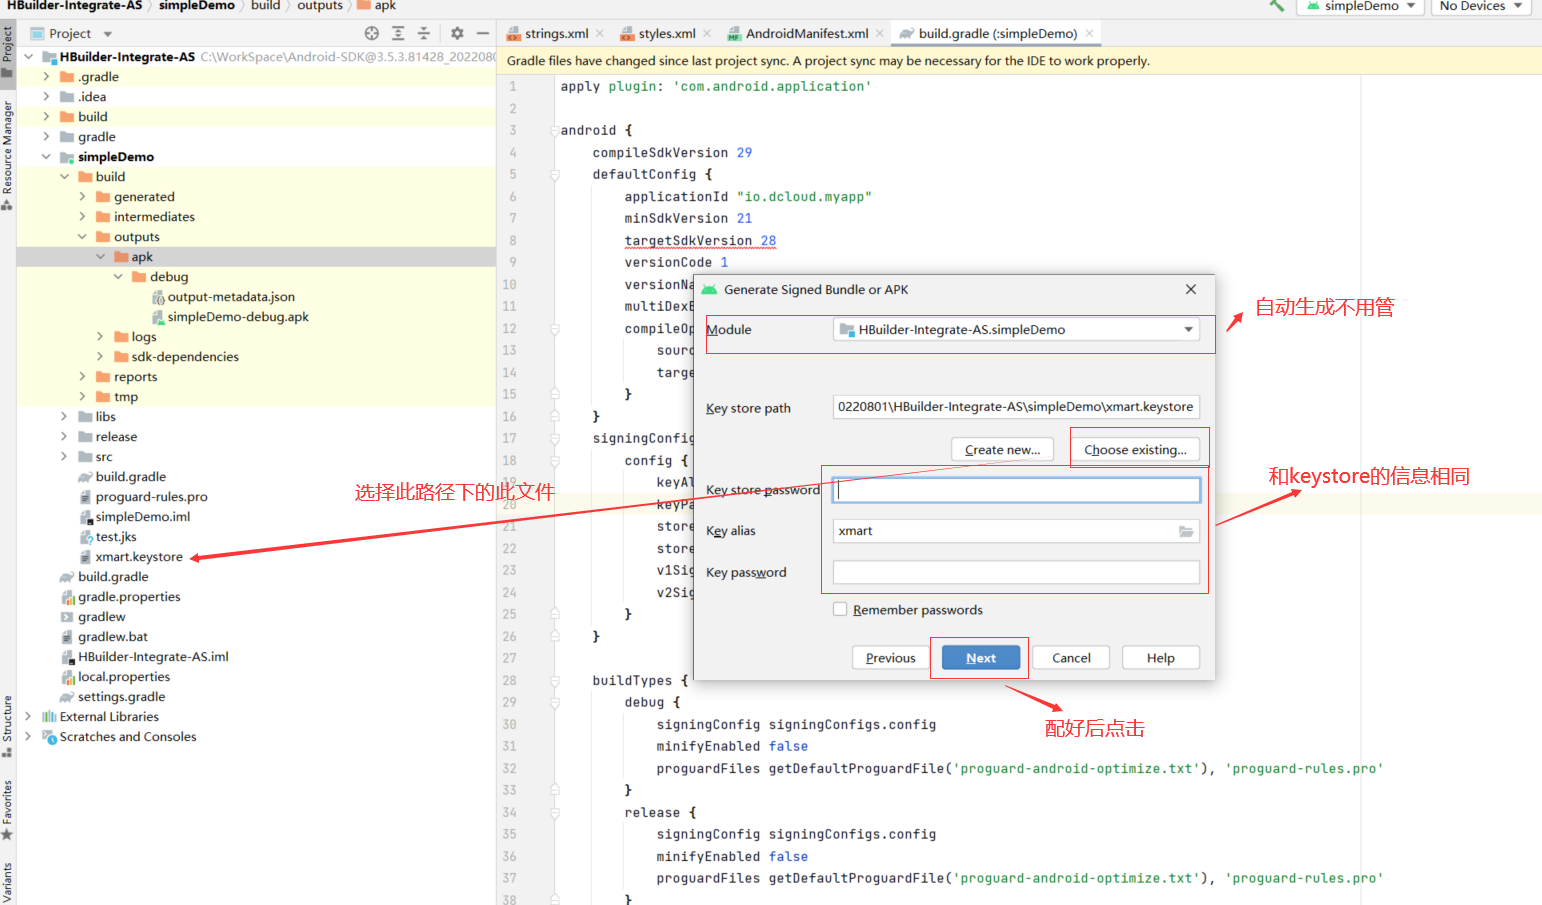 HBuilder-Integrate-AS 〉 simpleDemo 〉 build 〉 outputs 〉 apk
simpleDemo
No Devices
Project
strings.xml
styles.xml
AndroidManifest.xml
build.gradle (:simpleDemo)
Project
Resource Manager
Structure
Favorites
Variants
HBuilder-Integrate-AS C:\WorkSpace\Android-SDK@3.5.3.81428_2022080
.gradle
.idea
build
gradle
simpleDemo
build
generated
intermediates
outputs
apk
debug
output-metadata.json
simpleDemo-debug.apk
logs
sdk-dependencies
reports
tmp
libs
release
src
build.gradle
proguard-rules.pro
simpleDemo.iml
test.jks
xmart.keystore
build.gradle
gradle.properties
gradlew
gradlew.bat
HBuilder-Integrate-AS.iml
local.properties
settings.gradle
External Libraries
Scratches and Consoles
Gradle files have changed since last project sync. A project sync may be necessary for the IDE to work properly.
1 apply plugin: 'com.android.application'
2
3 android {
4 compileSdkVersion 29
5 defaultConfig {
6 applicationId "io.dcloud.myapp"
7 minSdkVersion 21
8 targetSdkVersion 28
9 versionCode 1
10 versionNa
11 multiDexE
12 compileOp
13 sourc
14 targe
15 }
16 }
17 signingConfig
18 config {
19 keyAl
20 keyPa
21 store
22 store
23 v1Sig
24 v2Sig
25 }
26 }
27
28 buildTypes {
29 debug {
30 signingConfig signingConfigs.config
31 minifyEnabled false
32 proguardFiles getDefaultProguardFile('proguard-android-optimize.txt'), 'proguard-rules.pro'
33 }
34 release {
35 signingConfig signingConfigs.config
36 minifyEnabled false
37 proguardFiles getDefaultProguardFile('proguard-android-optimize.txt'), 'proguard-rules.pro'
38 }
Generate Signed Bundle or APK
Module HBuilder-Integrate-AS.simpleDemo
Key store path 0220801\HBuilder-Integrate-AS\simpleDemo\xmart.keystore
Create new... Choose existing...
Key store password
Key alias xmart
Key password
Remember passwords
Previous Next Cancel Help
自动生成不用管
和keystore的信息相同
选择此路径下的此文件
配好后点击